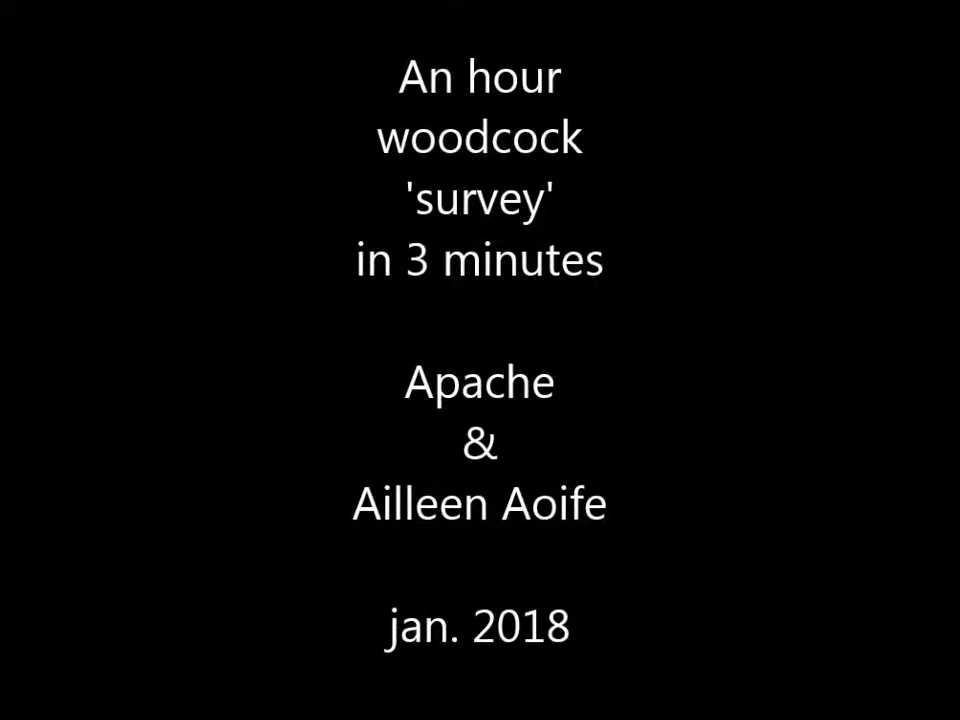 An hour
woodcock
'survey'
in 3 minutes
Apache
&
Ailleen Aoife
jan. 2018